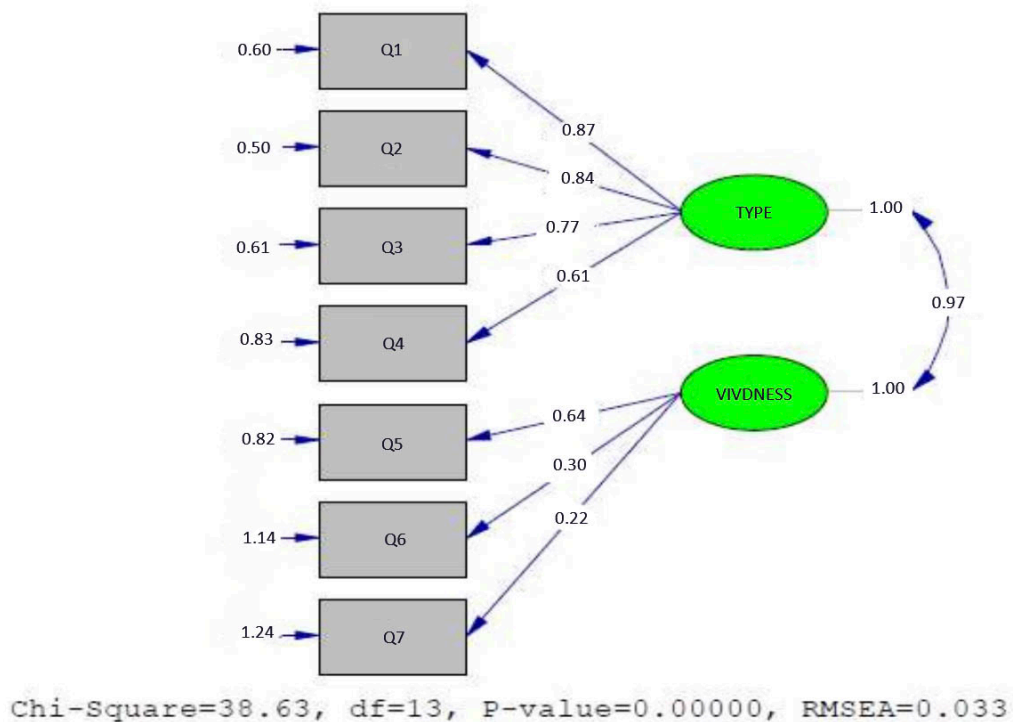 0.60 Q1
0.87
0.50 Q2
0.84
TYPE 1.00
0.61 Q3
0.77
0.61
0.83 Q4
0.97
VIVDNESS 1.00
0.82 Q5
0.64
0.30
1.14 Q6
0.22
1.24 Q7
Chi-Square=38.63, df=13, P-value=0.00000, RMSEA=0.033